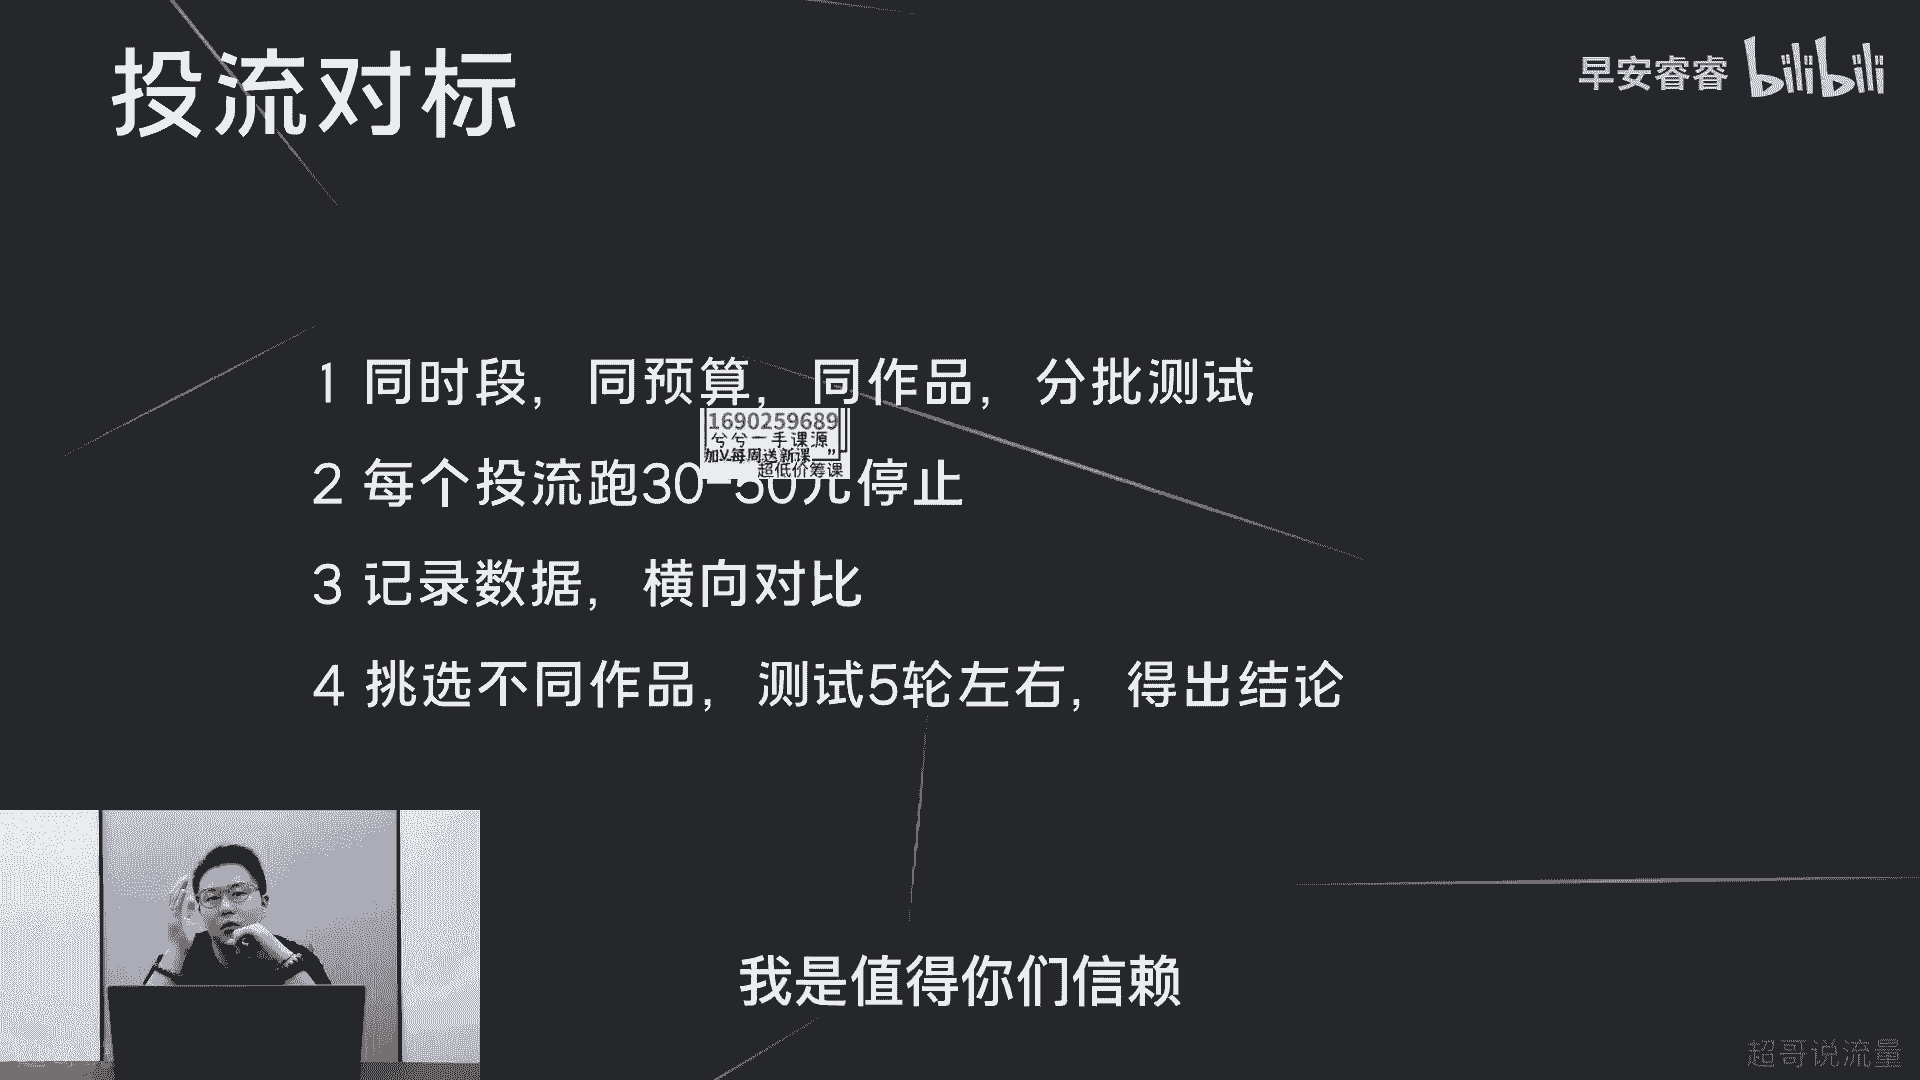 投流对标
早安睿睿 bilibili
1 同时段，同预算，同作品，分批测试
1690259689
兮兮一手课源
加V每周送新课
超低价筹课
2 每个投流跑30-50元停止
3 记录数据，横向对比
4 挑选不同作品，测试5轮左右，得出结论
我是值得你们信赖
超哥说流量